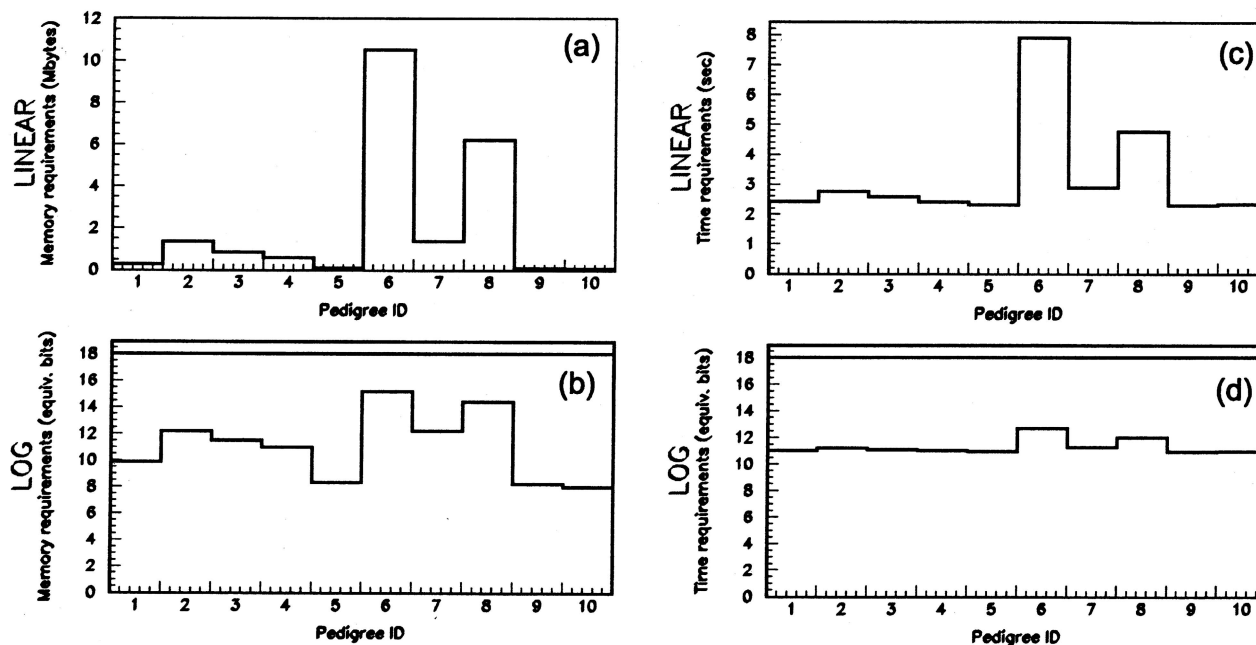 (a)
LINEAR
Memory requirements (Mbytes)
12
10
8
6
4
2
0
1 2 3 4 5 6 7 8 9 10
Pedigree ID
(c)
LINEAR
Time requirements (sec)
8
7
6
5
4
3
2
1
0
1 2 3 4 5 6 7 8 9 10
Pedigree ID
(b)
LOG
Memory requirements (equiv. bits)
18
16
14
12
10
8
6
4
2
0
1 2 3 4 5 6 7 8 9 10
Pedigree ID
(d)
LOG
Time requirements (equiv. bits)
18
16
14
12
10
8
6
4
2
0
1 2 3 4 5 6 7 8 9 10
Pedigree ID